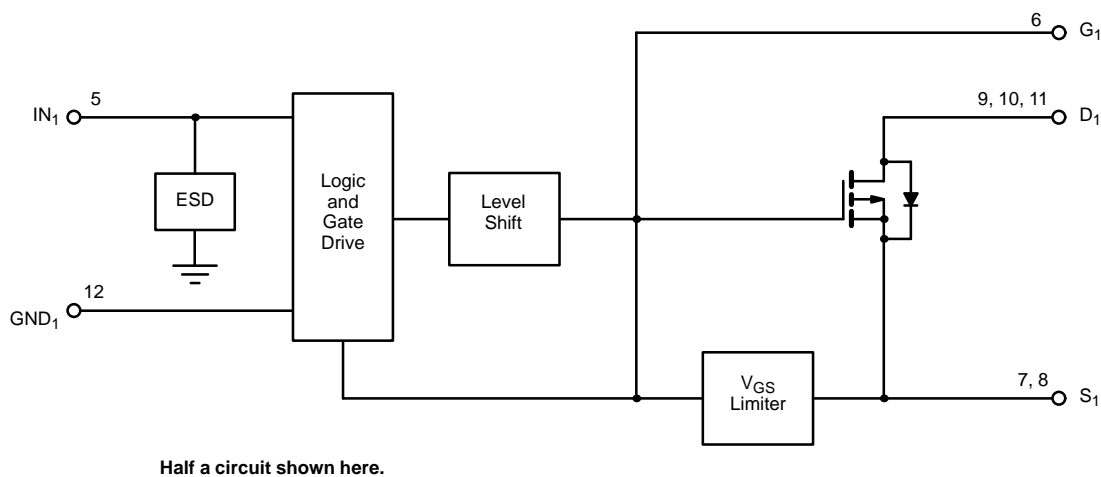 6
G₁
9, 10, 11
D₁
5
IN₁
ESD
Logic
and
Gate
Drive
Level
Shift
12
GND₁
V_GS
Limiter
7, 8
S₁
Half a circuit shown here.